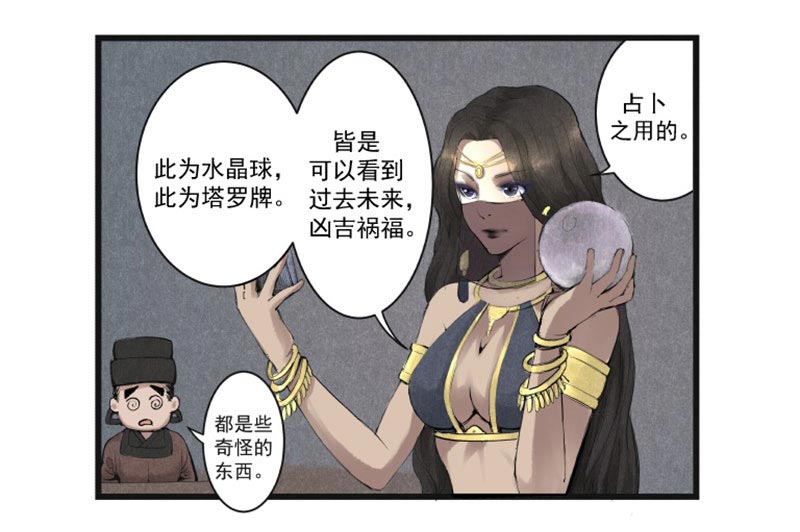 占卜
之用的。
皆是
可以看到
过去未来，
凶吉祸福。
此为水晶球，
此为塔罗牌。
都是些
奇怪的
东西。